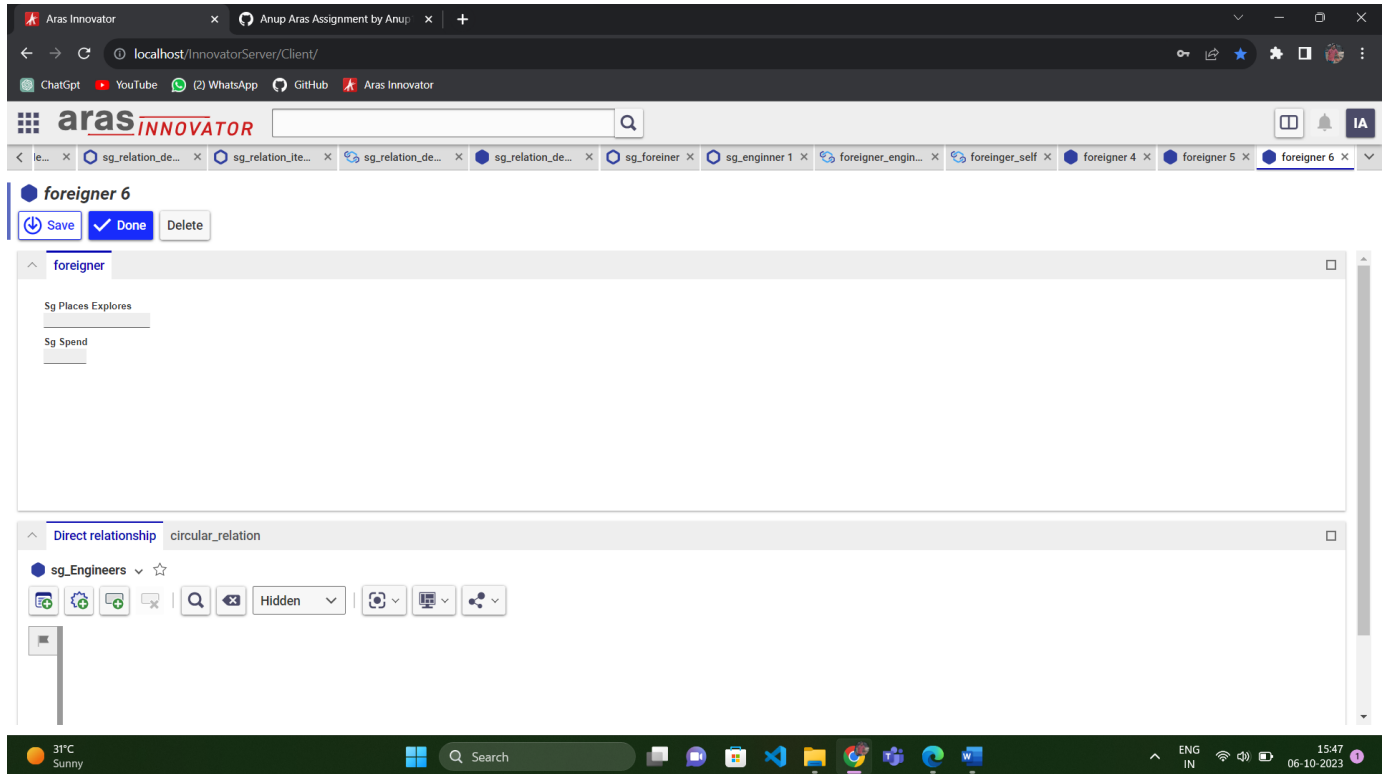 Aras Innovator
Anup Aras Assignment by Anup
localhost/InnovatorServer/Client/
ChatGpt YouTube (2) WhatsApp GitHub Aras Innovator
aras INNOVATOR
IA
le... sg_relation_de... sg_relation_ite... sg_relation_de... sg_relation_de... sg_foreiner sg_enginner 1 foreigner_engin... foreinger_self foreigner 4 foreigner 5 foreigner 6
foreigner 6
Save Done Delete
foreigner
Sg Places Explores
Sg Spend
Direct relationship circular_relation
sg_Engineers
Hidden
31°C
Sunny
Search
ENG
IN
15:47
06-10-2023
1